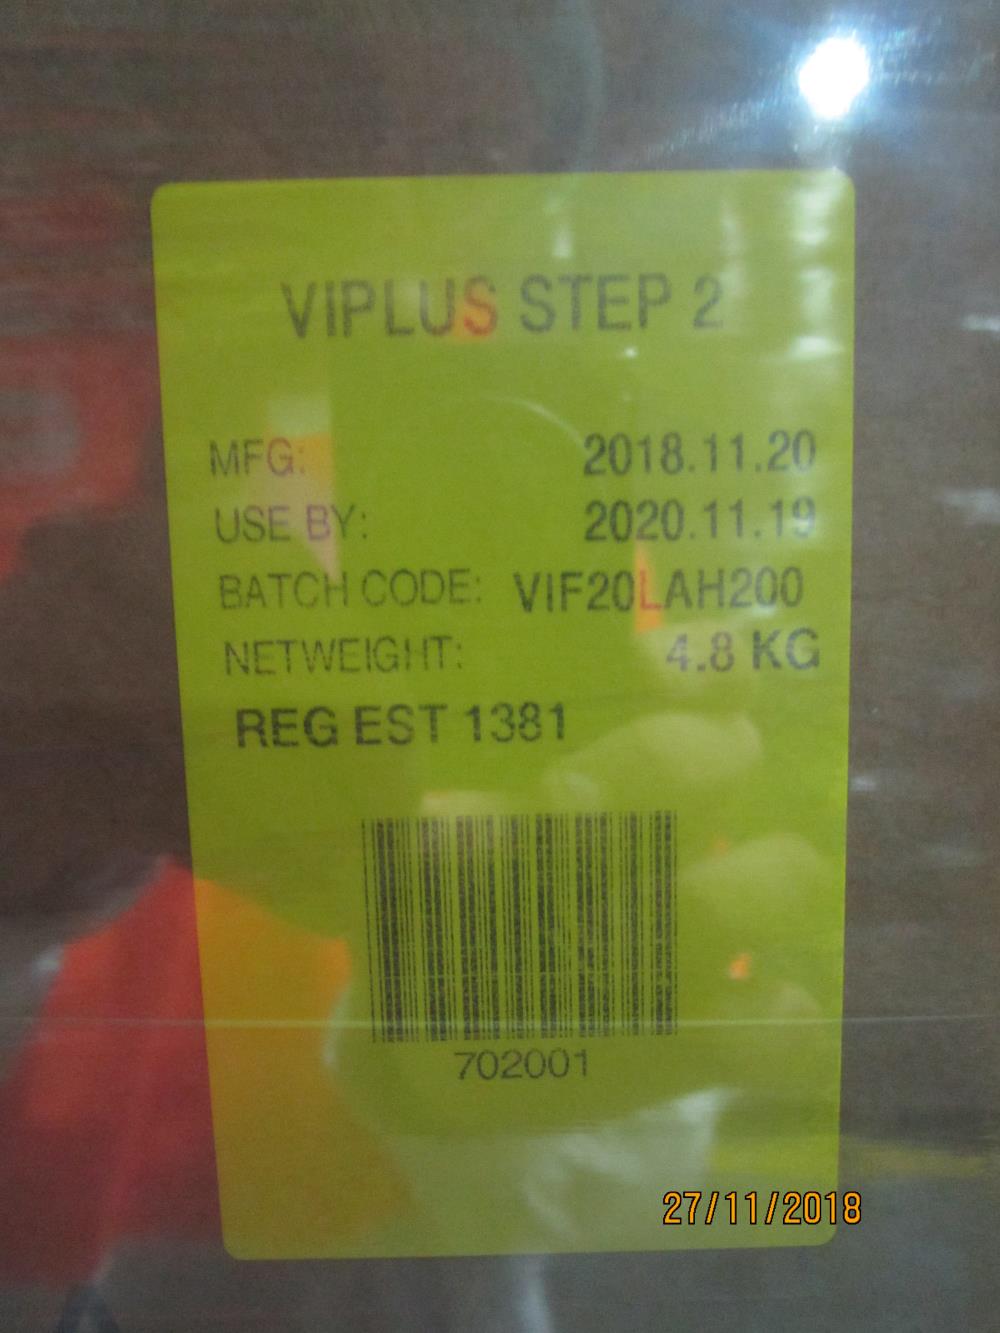 VIPLUS STEP 2
MFG: 2018.11.20
USE BY: 2020.11.19
BATCH CODE: VIF20LAH200
NETWEIGHT: 4.8 KG
REG EST 1381
702001
27/11/2018